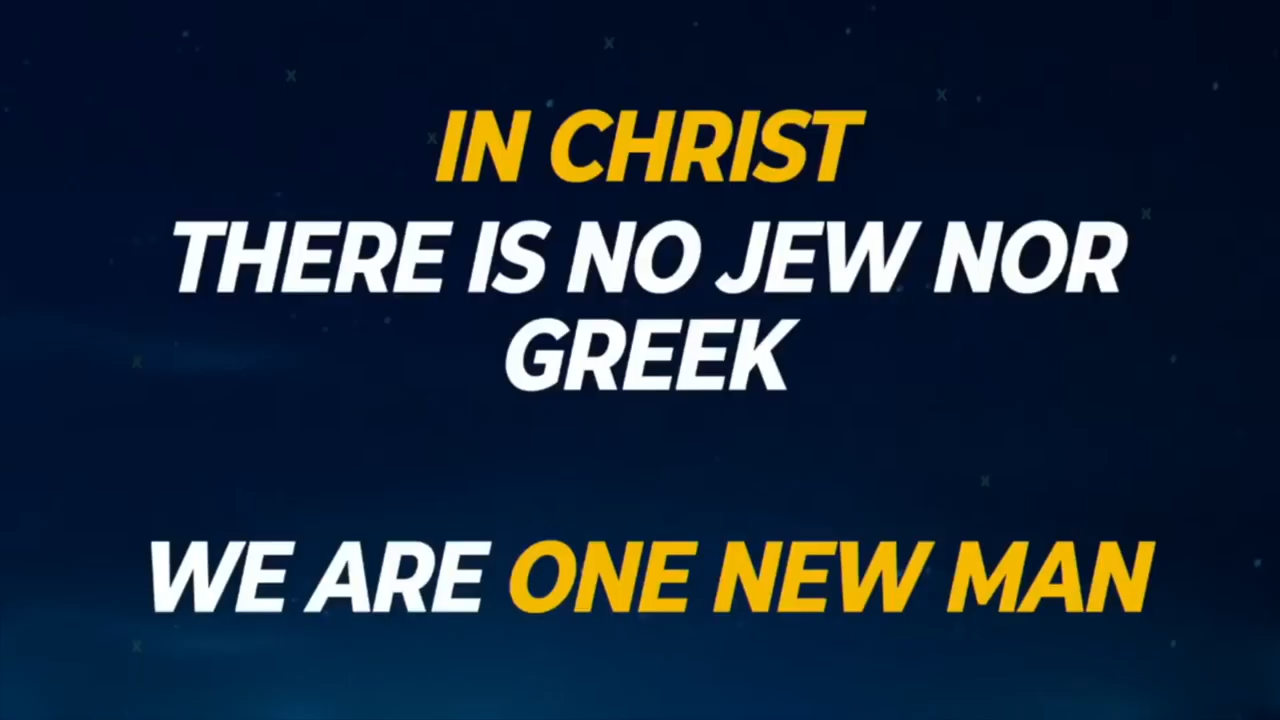 IN CHRIST
THERE IS NO JEW NOR
GREEK
WE ARE ONE NEW MAN